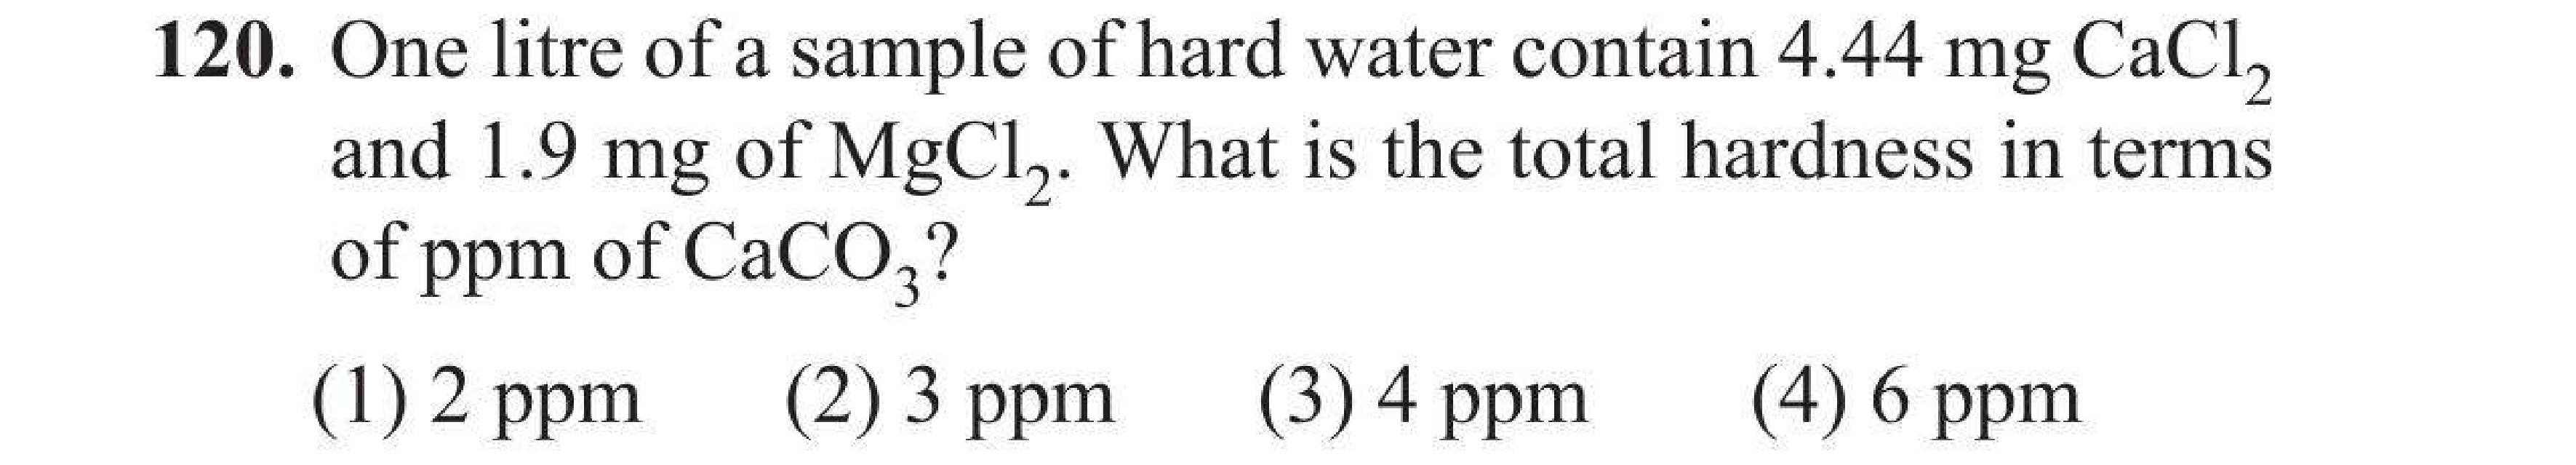 120. One litre of a sample of hard water contain 4.44 mg CaCl₂
and 1.9 mg of MgCl₂. What is the total hardness in terms
of ppm of CaCO₃?
(1) 2 ppm (2) 3 ppm (3) 4 ppm (4) 6 ppm